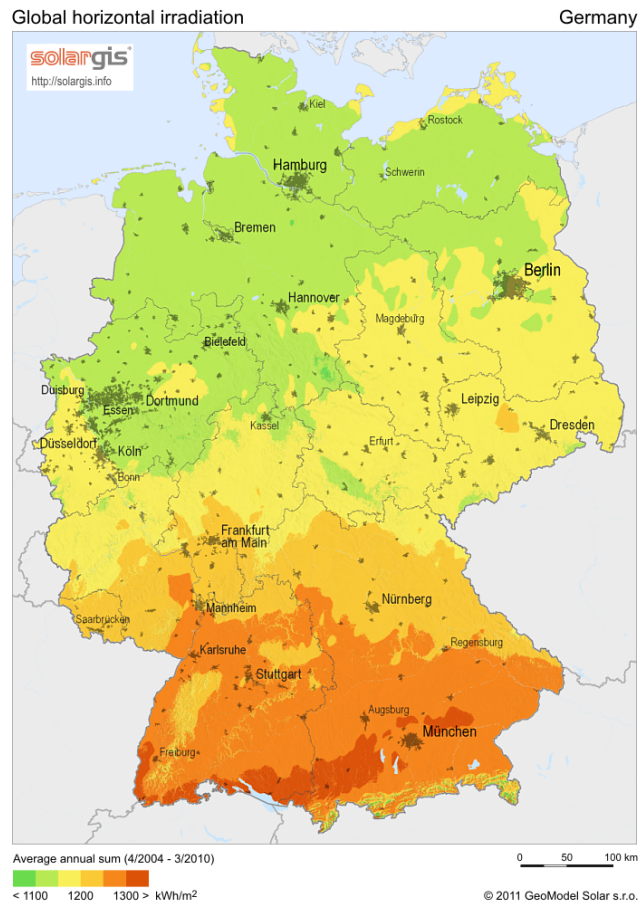 Global horizontal irradiation
Germany
solargis
http://solargis.info
Kiel
Rostock
Hamburg
Schwerin
Bremen
Berlin
Hannover
Magdeburg
Bielefeld
Duisburg
Dortmund
Essen
Leipzig
Kassel
Düsseldorf
Dresden
Erfurt
Köln
Bonn
Frankfurt
am Main
Nürnberg
Mannheim
Saarbrücken
Regensburg
Karlsruhe
Stuttgart
Augsburg
München
Freiburg
Average annual sum (4/2004 - 3/2010)
0 50 100 km
< 1100 1200 1300 > kWh/m²
© 2011 GeoModel Solar s.r.o.